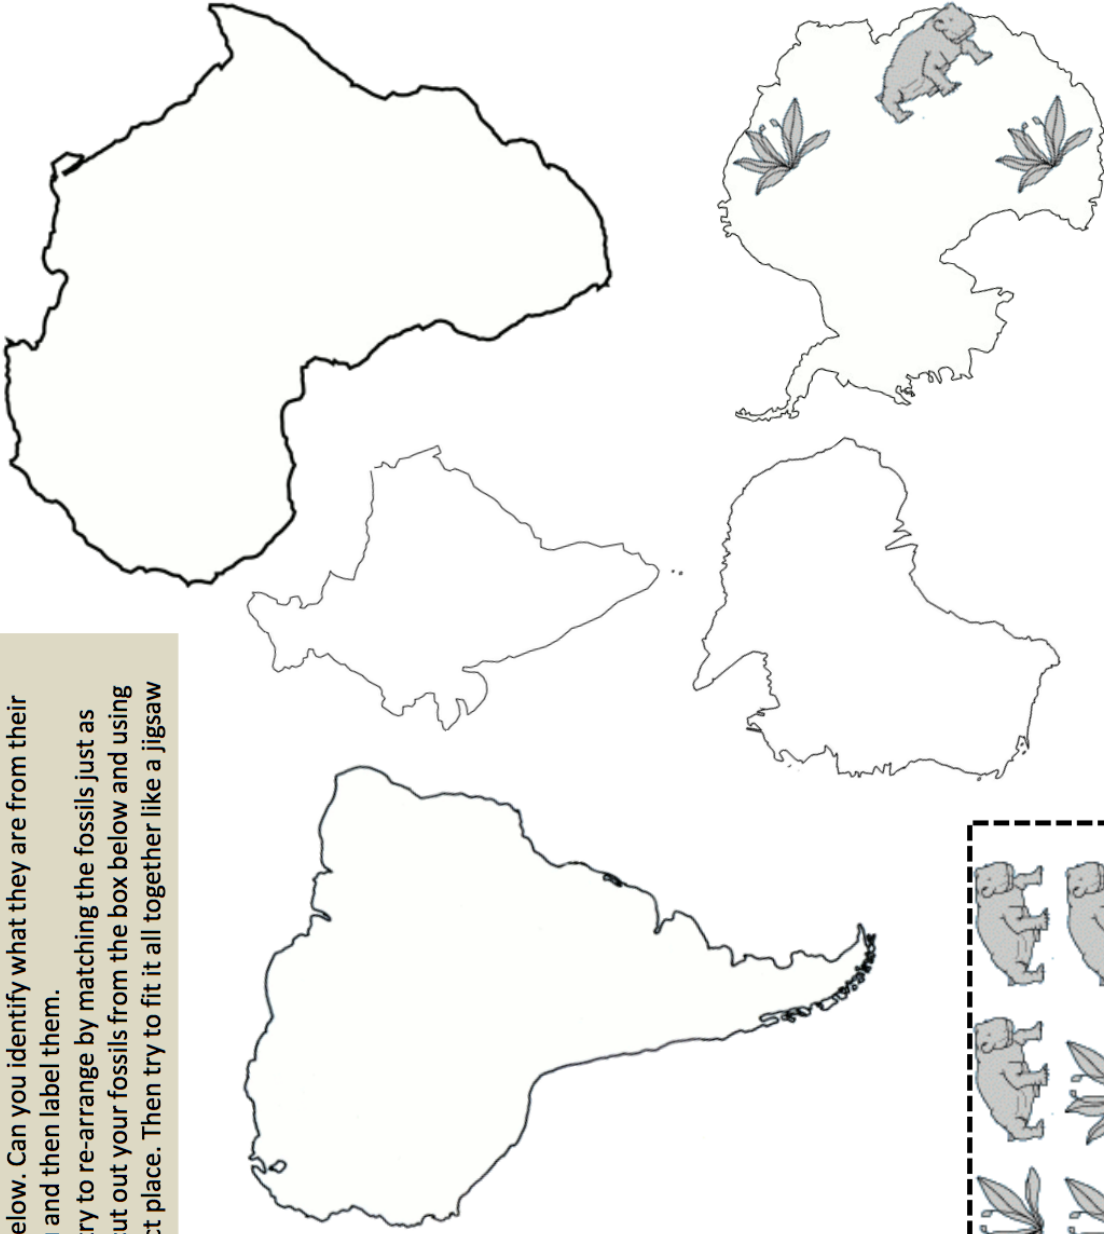 elow. Can you identify what they are from their
and then label them.
ry to re-arrange by matching the fossils just as
cut out your fossils from the box below and using
ct place. Then try to fit it all together like a jigsaw